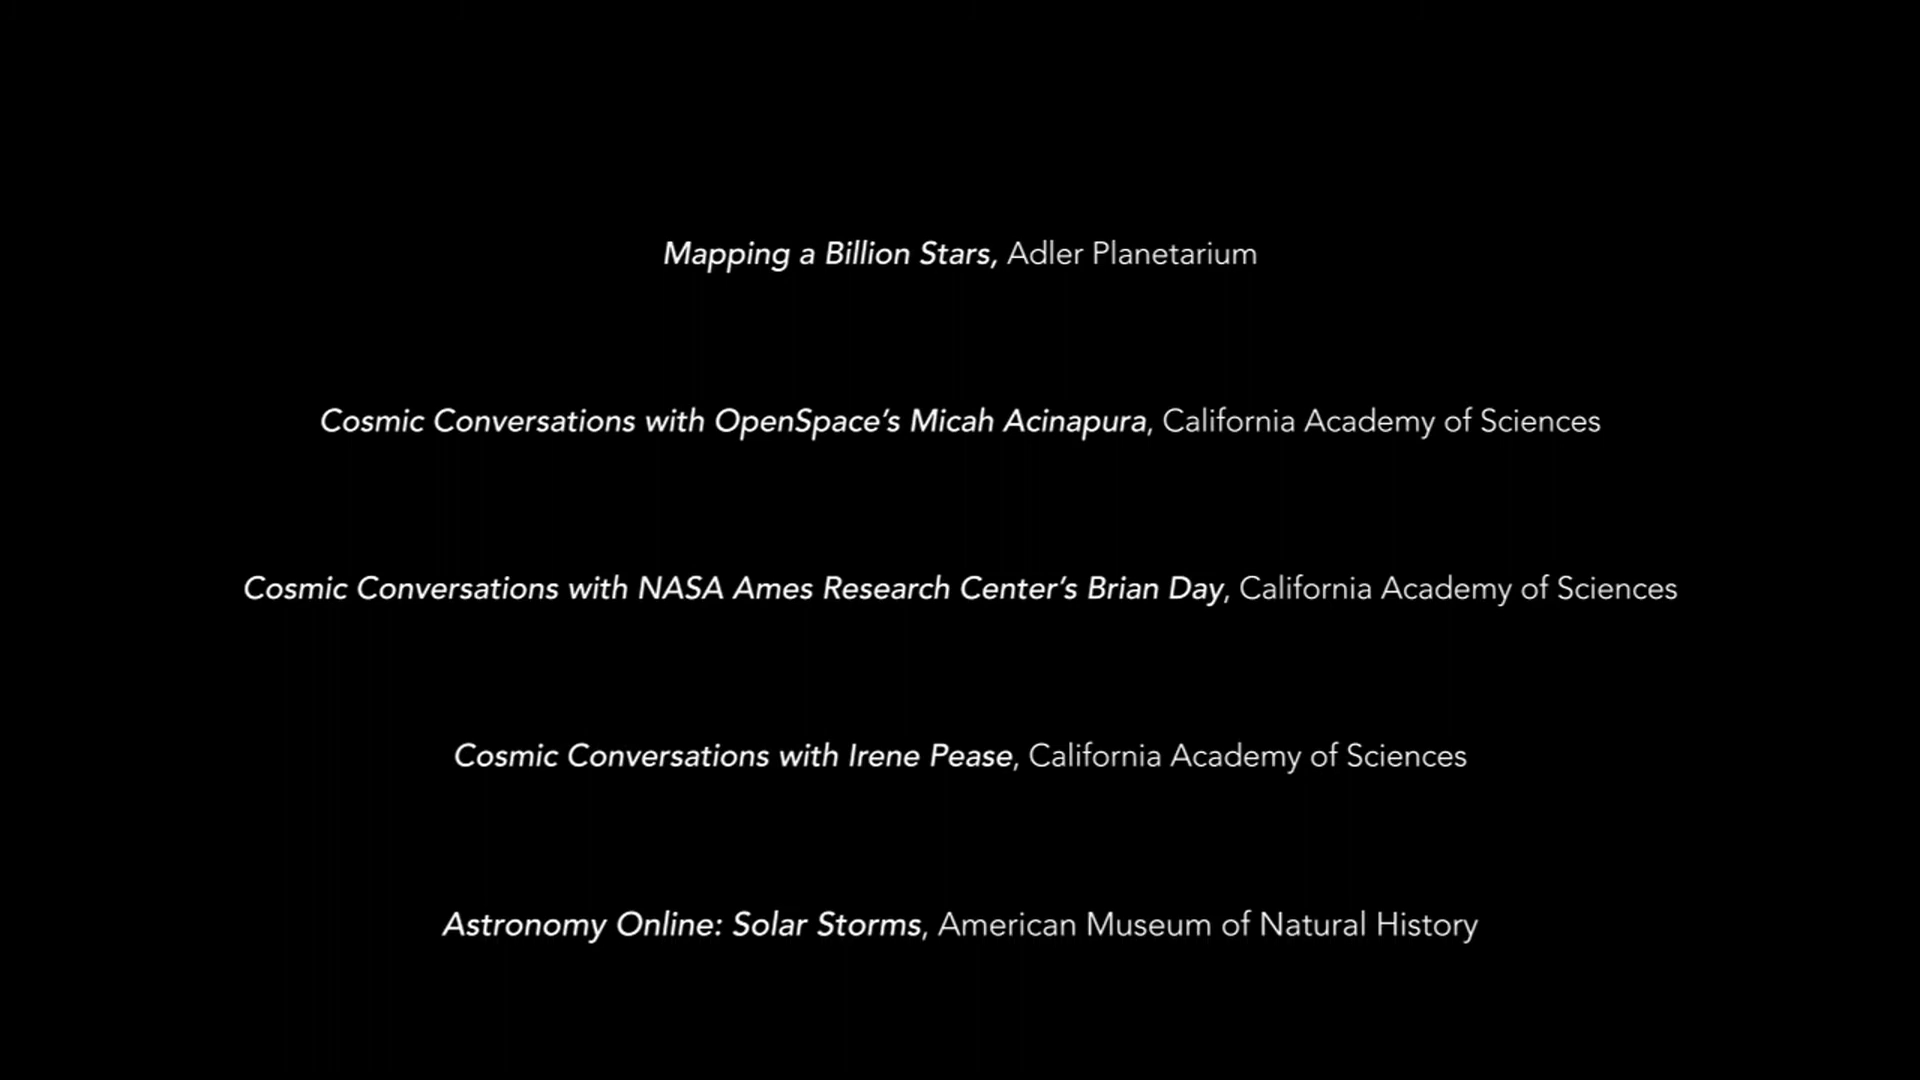 Mapping a Billion Stars, Adler Planetarium
Cosmic Conversations with OpenSpace’s Micah Acinapura, California Academy of Sciences
Cosmic Conversations with NASA Ames Research Center’s Brian Day, California Academy of Sciences
Cosmic Conversations with Irene Pease, California Academy of Sciences
Astronomy Online: Solar Storms, American Museum of Natural History